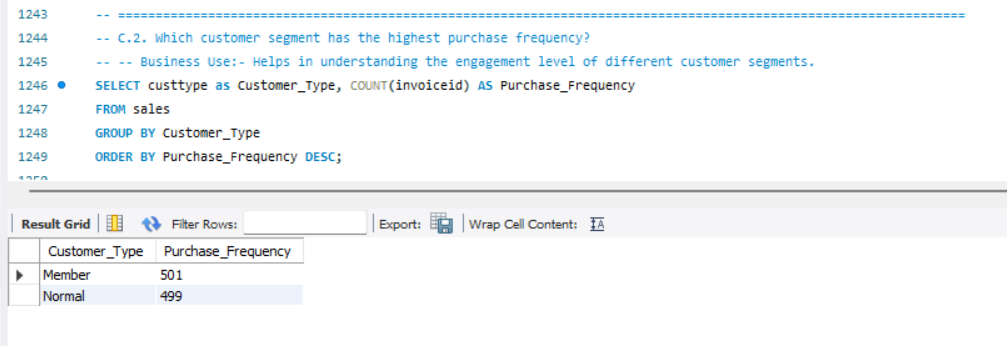 1243 -- =================================================================================================================
1244 -- C.2. Which customer segment has the highest purchase frequency?
1245 -- -- Business Use:- Helps in understanding the engagement level of different customer segments.
1246 SELECT custtype as Customer_Type, COUNT(invoiceid) AS Purchase_Frequency
1247 FROM sales
1248 GROUP BY Customer_Type
1249 ORDER BY Purchase_Frequency DESC;
Result Grid Filter Rows: Export: Wrap Cell Content:
Customer_Type Purchase_Frequency
Member 501
Normal 499